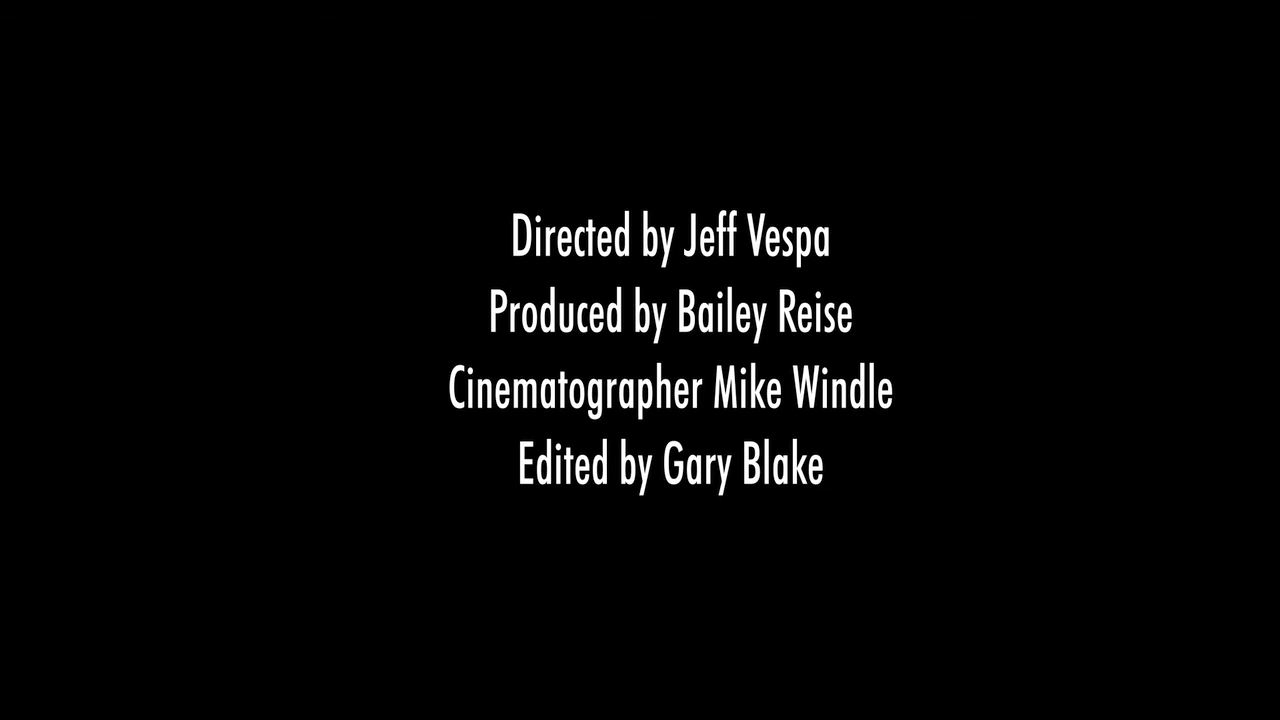 Directed by Jeff Vespa
Produced by Bailey Reise
Cinematographer Mike Windle
Edited by Gary Blake